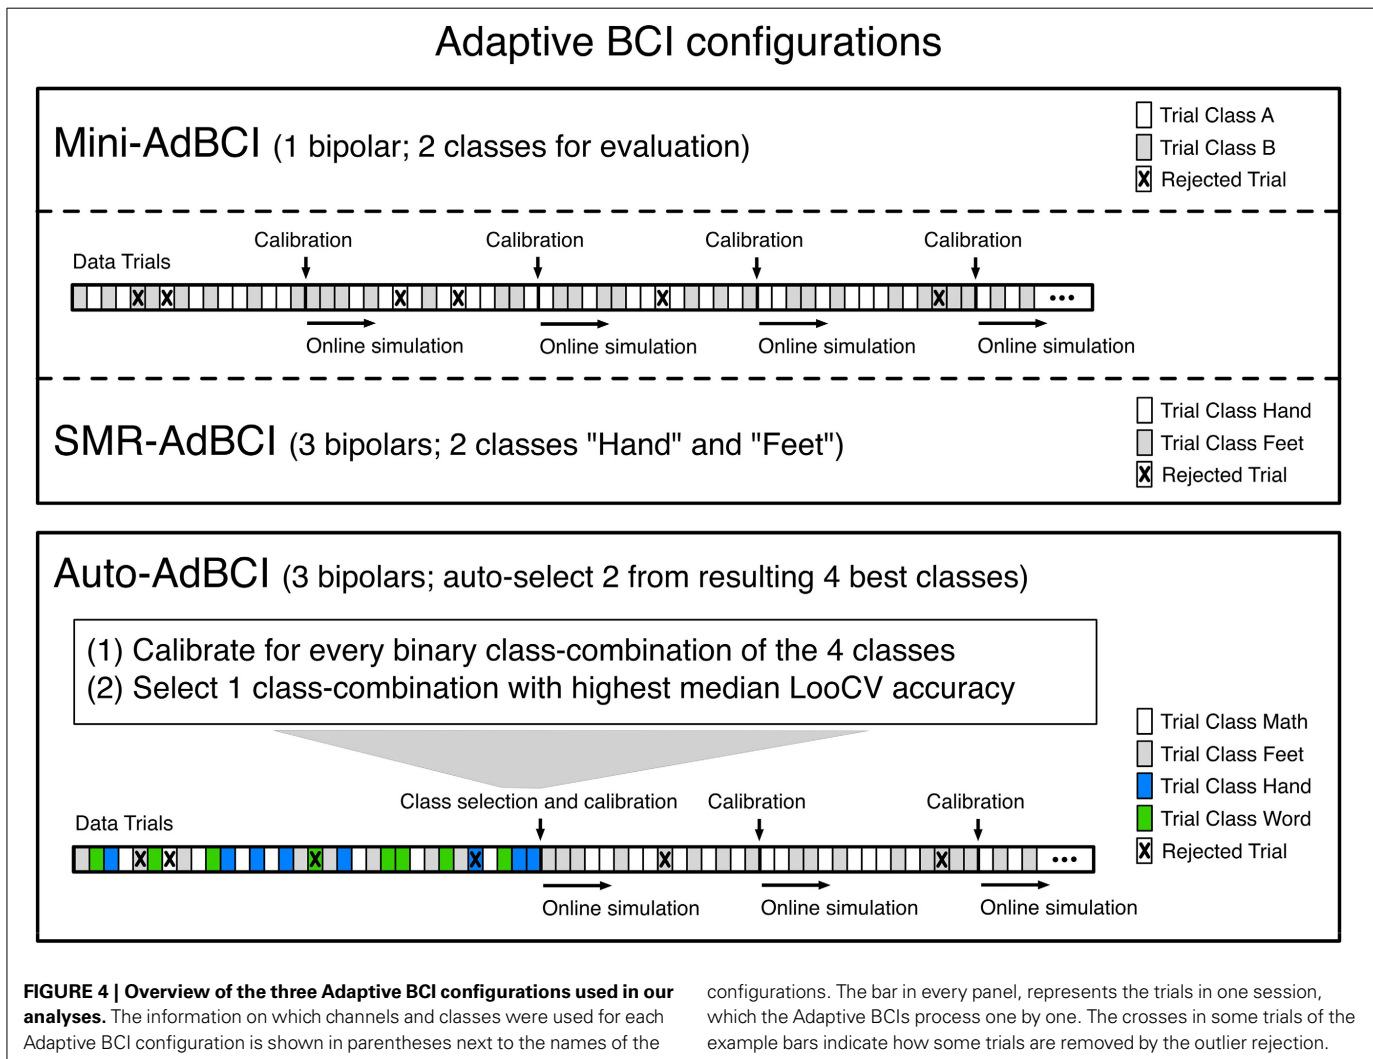 Adaptive BCI configurations
Mini-AdBCI (1 bipolar; 2 classes for evaluation)
Trial Class A
Trial Class B
X Rejected Trial
Calibration Calibration Calibration Calibration
Data Trials
X X X X X X •••
Online simulation Online simulation Online simulation Online simulation
SMR-AdBCI (3 bipolars; 2 classes "Hand" and "Feet")
Trial Class Hand
Trial Class Feet
X Rejected Trial
Auto-AdBCI (3 bipolars; auto-select 2 from resulting 4 best classes)
(1) Calibrate for every binary class-combination of the 4 classes
(2) Select 1 class-combination with highest median LooCV accuracy
Trial Class Math
Trial Class Feet
Trial Class Hand
Trial Class Word
X Rejected Trial
Class selection and calibration Calibration Calibration
Data Trials
X X X X X X •••
Online simulation Online simulation Online simulation
FIGURE 4 | Overview of the three Adaptive BCI configurations used in our
analyses. The information on which channels and classes were used for each
Adaptive BCI configuration is shown in parentheses next to the names of the
configurations. The bar in every panel, represents the trials in one session,
which the Adaptive BCIs process one by one. The crosses in some trials of the
example bars indicate how some trials are removed by the outlier rejection.